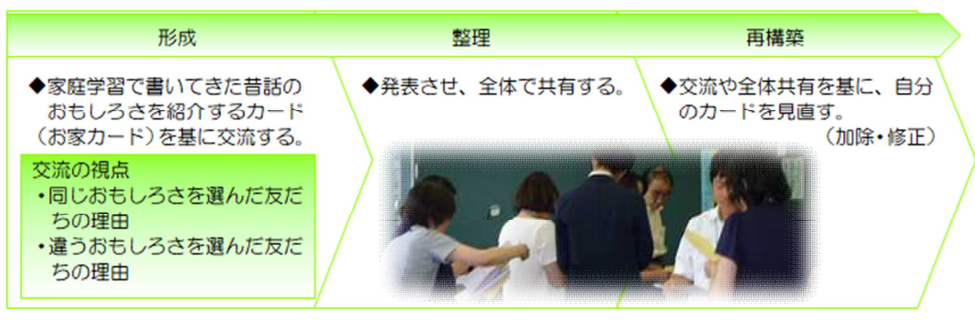 形成
整理
再構築
◆家庭学習で書いてきた昔話の
おもしろさを紹介するカード
（お家カード）を基に交流する。
交流の視点
・同じおもしろさを選んだ友だ
ちの理由
・違うおもしろさを選んだ友だ
ちの理由
◆発表させ、全体で共有する。
◆交流や全体共有を基に、自分
のカードを見直す。
（加除・修正）